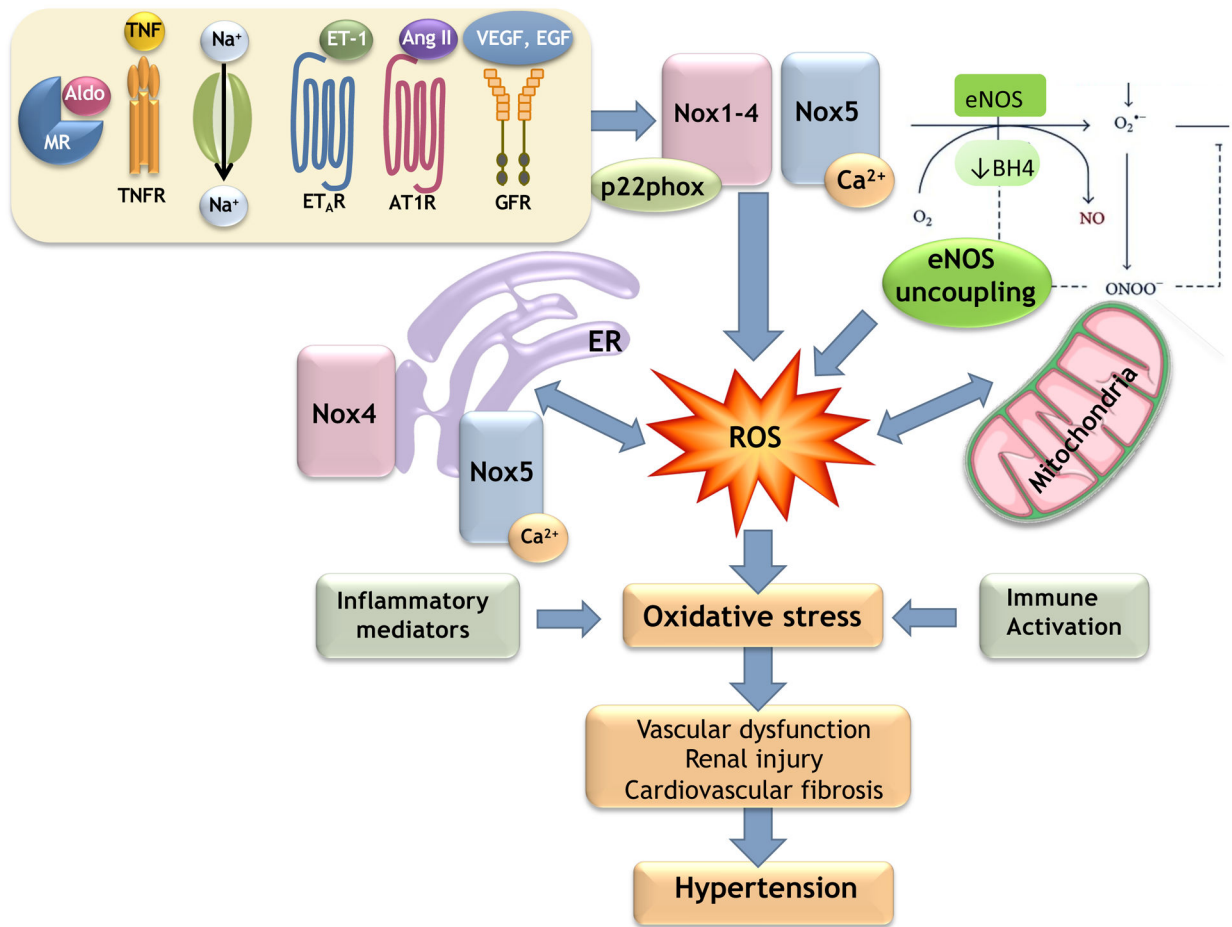 TNF
Na⁺
ET-1
Ang II
VEGF, EGF
Aldo
MR
Na⁺
TNFR
ETAR
AT1R
GFR
Nox1-4
Nox5
p22phox
Ca²⁺
eNOS
O₂•⁻
↓BH4
O₂
NO
eNOS
uncoupling
ONOO⁻
ER
Nox4
Nox5
Ca²⁺
ROS
Mitochondria
Inflammatory
mediators
Oxidative stress
Immune
Activation
Vascular dysfunction
Renal injury
Cardiovascular fibrosis
Hypertension